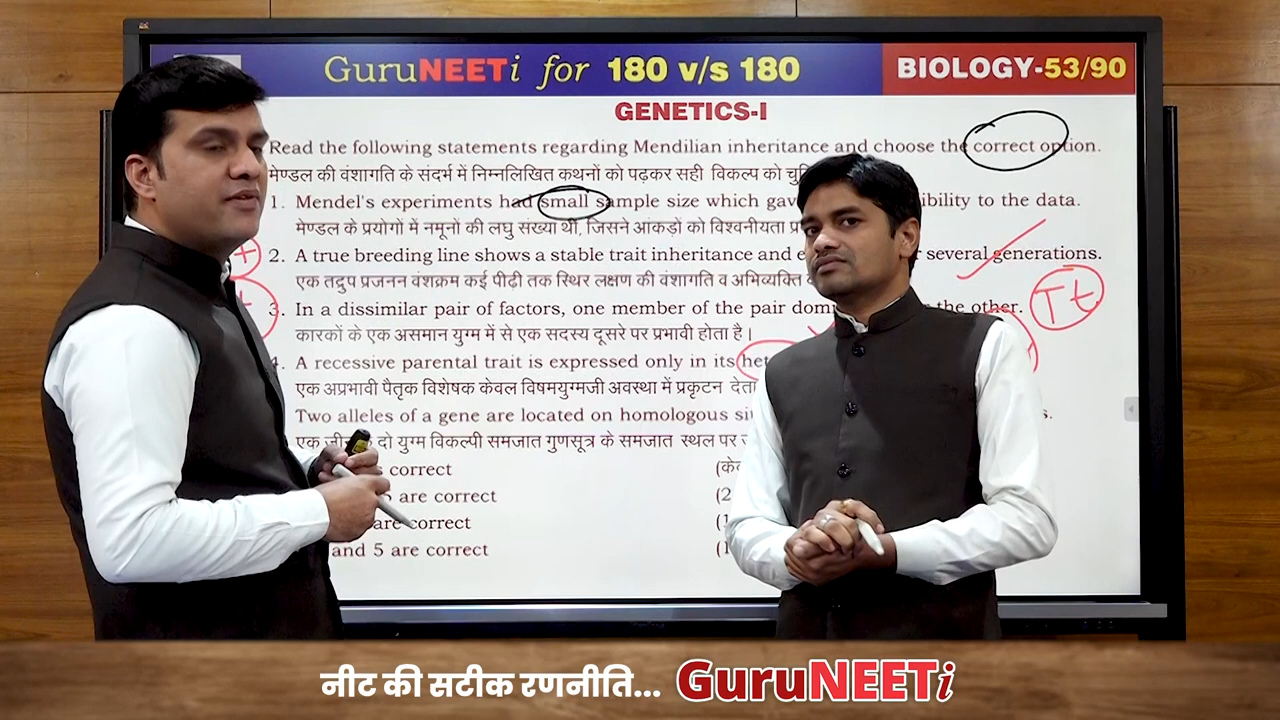 GuruNEETi for 180 v/s 180
BIOLOGY-53/90
GENETICS-I
Read the following statements regarding Mendilian inheritance and choose the correct option.
मेण्डल की वंशागति के संदर्भ में निम्नलिखित कथनों को पढ़कर सही विकल्प को
1. Mendel's experiments had small sample size which to the data.
मेण्डल के प्रयोगों में नमूनों की लघु संख्या थी, जिसने आंकड़ों को विश्वनीयता
2. A true breeding line shows a stable trait inheritance and several generations.
एक तद्रुप प्रजनन वंशक्रम कई पीढी तक स्थिर लक्षण की वंशागति व अभिव्यक्ति
3. In a dissimilar pair of factors, one member of the pair the other.
Tt
कारकों के एक असमान युग्म में से एक सदस्य दूसरे पर प्रभावी होता है।
4. A recessive parental trait is expressed only in its
एक अप्रभावी पैतृक विशेषक केवल विषमयुग्मजी अवस्था में प्रकृटन देता
Two alleles of a gene are located on homologous
एक दो युग्म विकल्पी समजात गुणसूत्र के समजात स्थल पर
correct
5 are correct
are correct
and 5 are correct
नीट की सटीक रणनीति... GuruNEETi